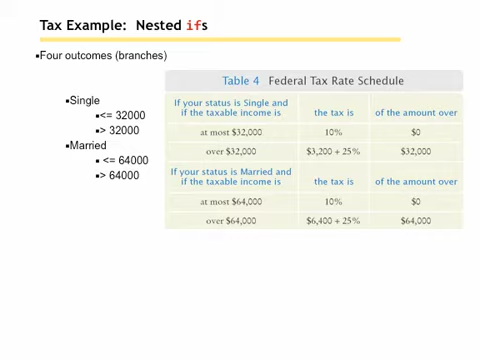 Tax Example: Nested ifs
▪Four outcomes (branches)
▪Single
▪<= 32000
▪> 32000
▪Married
▪ <= 64000
▪> 64000
Table 4 Federal Tax Rate Schedule
If your status is Single and
if the taxable income is the tax is of the amount over
at most $32,000 10% $0
over $32,000 $3,200 + 25% $32,000
If your status is Married and
if the taxable income is the tax is of the amount over
at most $64,000 10% $0
over $64,000 $6,400 + 25% $64,000